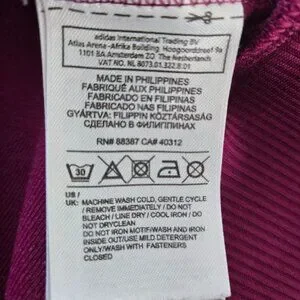 adidas International Trading BV
Atlas Arena -Afrika Building, Hoogoorddreef 9a
1101 BA Amsterdam ZO The Netherlands
VAT NO. NL 8073.01.322.B.01
MADE IN PHILIPPINES
FABRIQUÉ AUX PHILIPPINES
FABRICADO EN FILIPINAS
FABRICADO NAS FILIPINAS
GYÁRTVA: FILIPPIN KÖZTÁRSASÁG
СДЕЛАНО В ФИЛИППИНАХ
RN# 88387 CA# 40312
30
US /
UK: MACHINE WASH COLD, GENTLE CYCLE
/ REMOVE IMMEDIATELY / DO NOT
BLEACH / LINE DRY / COOL IRON / DO
NOT DRYCLEAN
DO NOT IRON MOTIF/WASH AND IRON
INSIDE OUT/USE MILD DETERGENT
ONLY/WASH WITH FASTENERS
CLOSED